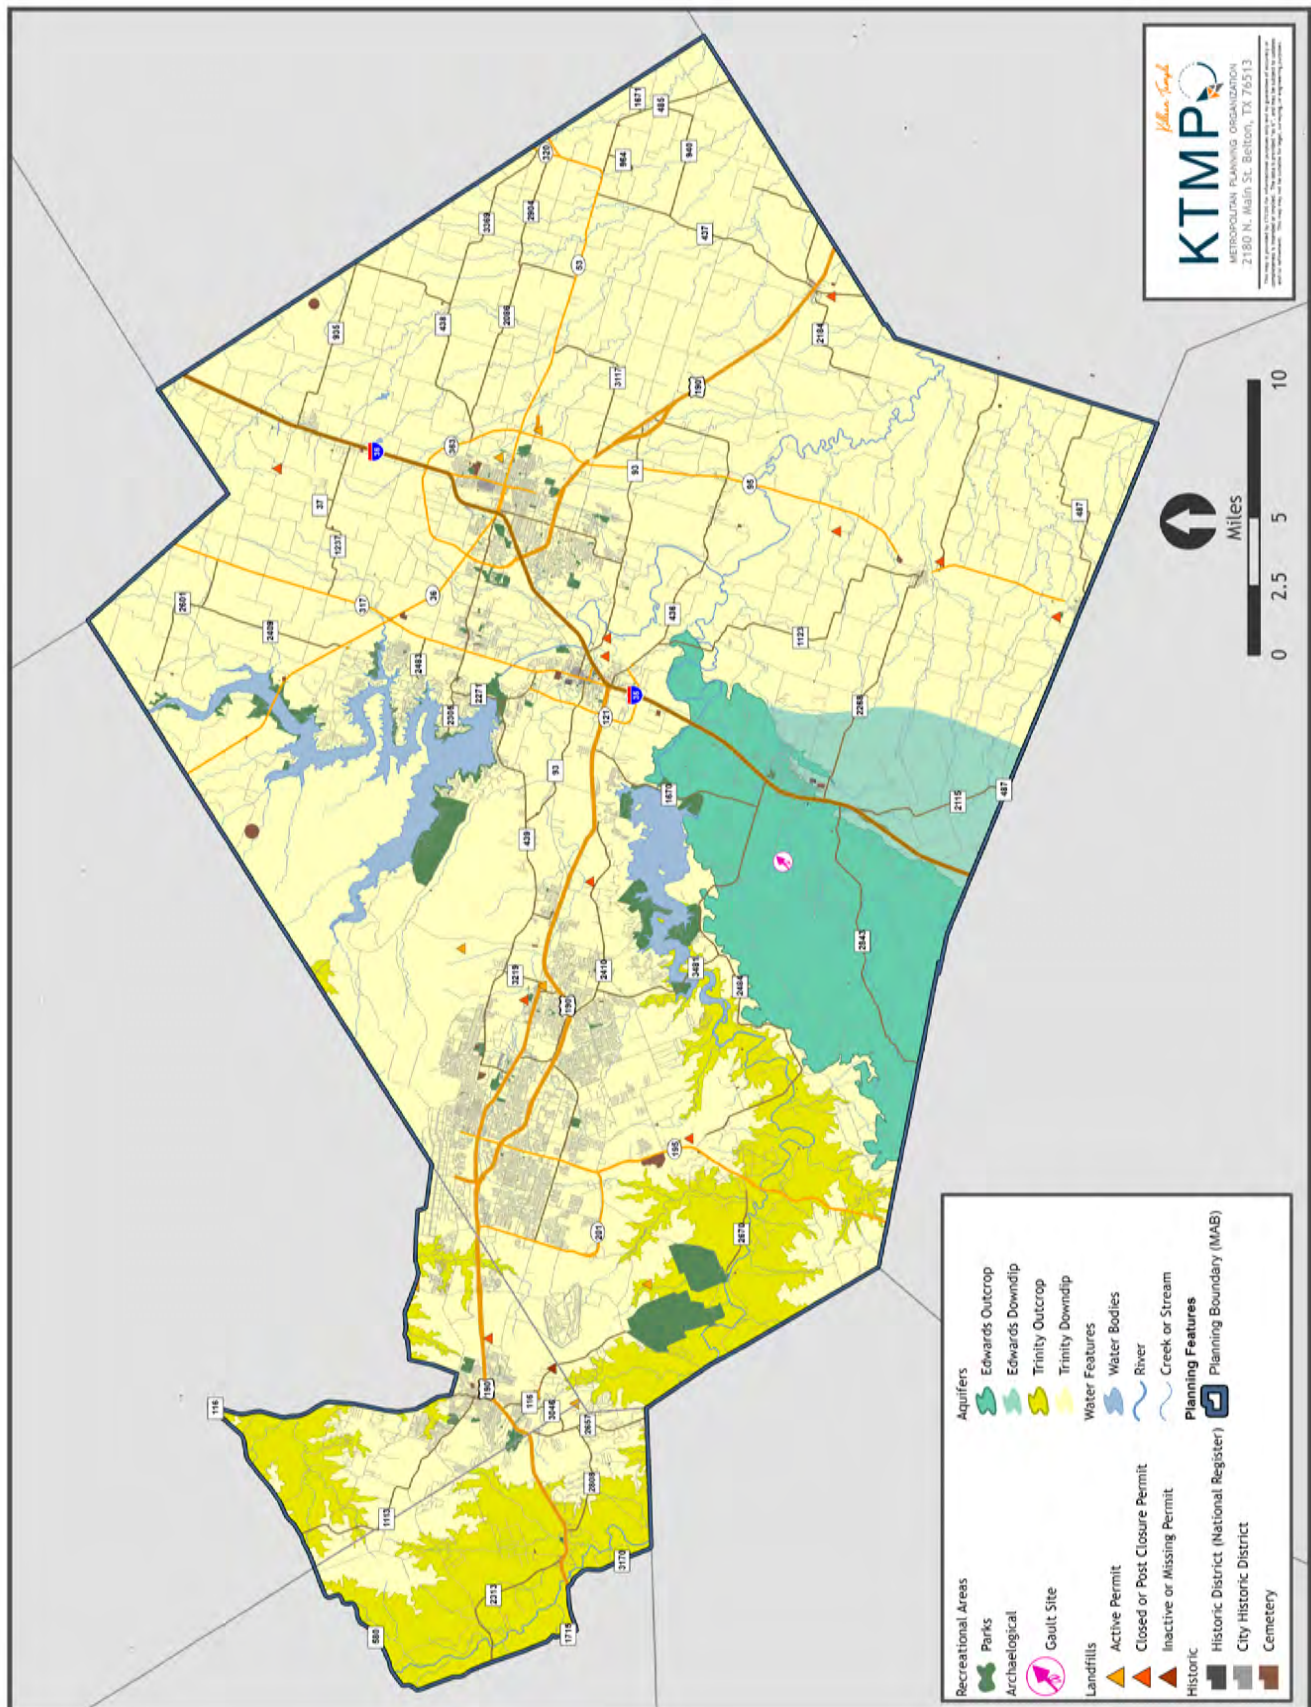 Killeen Temple
KTMPO
METROPOLITAN PLANNING ORGANIZATION
2180 N. Main St. Belton, TX 76513
Miles
0 2.5 5 10
Recreational Areas
Parks
Archaelogical
Gault Site
Landfills
Active Permit
Closed or Post Closure Permit
Inactive or Missing Permit
Historic
Historic District (National Register)
City Historic District
Cemetery
Aquifers
Edwards Outcrop
Edwards Downdip
Trinity Outcrop
Trinity Downdip
Water Features
Water Bodies
River
Creek or Stream
Planning Features
Planning Boundary (MAB)
116
1113
580
2313
1715
3170
2808
2657
3046
116
190
201
195
2670
3219
190
2410
439
93
3481
2484
1670
2843
2115
487
2268
1123
436
121
35
2271
2305
2483
36
317
2409
2601
1237
37
35
363
935
438
3369
2086
2904
320
53
3117
93
95
190
2184
437
940
964
485
1671
487